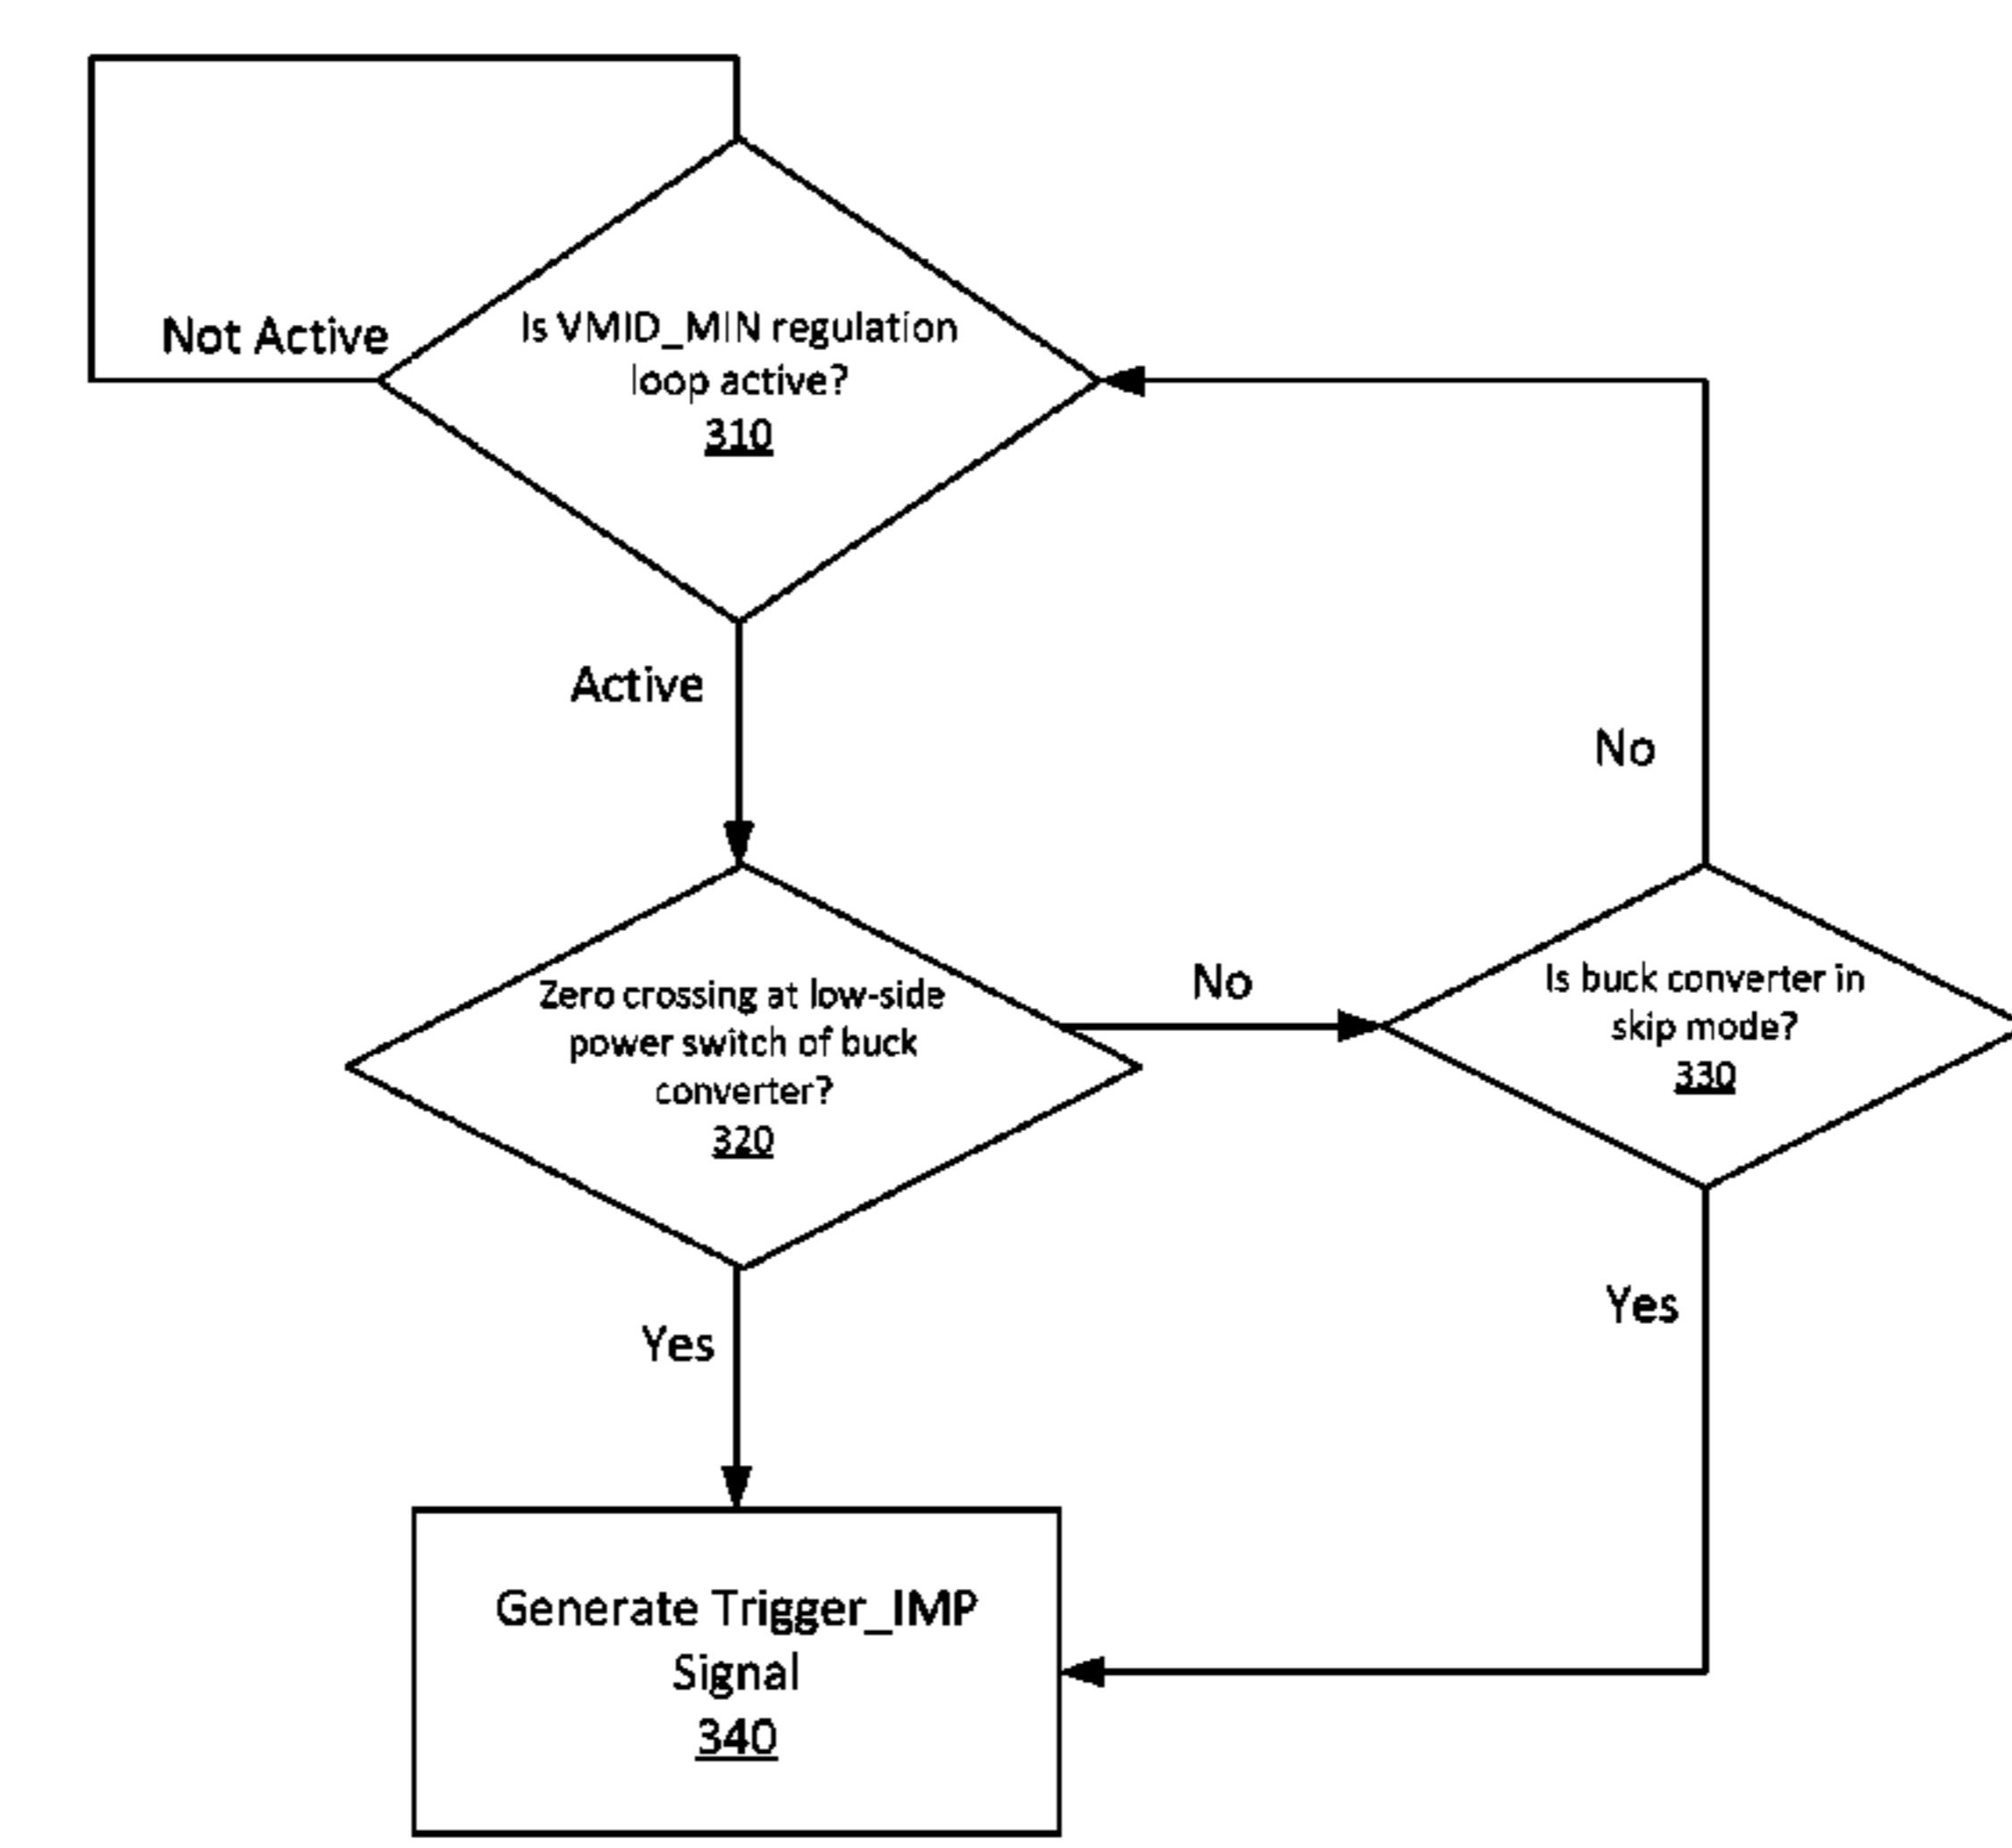 Not Active
Is VMID_MIN regulation
loop active?
310
Active
No
Zero crossing at low-side
power switch of buck
converter?
320
No
Is buck converter in
skip mode?
330
Yes
Yes
Generate Trigger_IMP
Signal
340